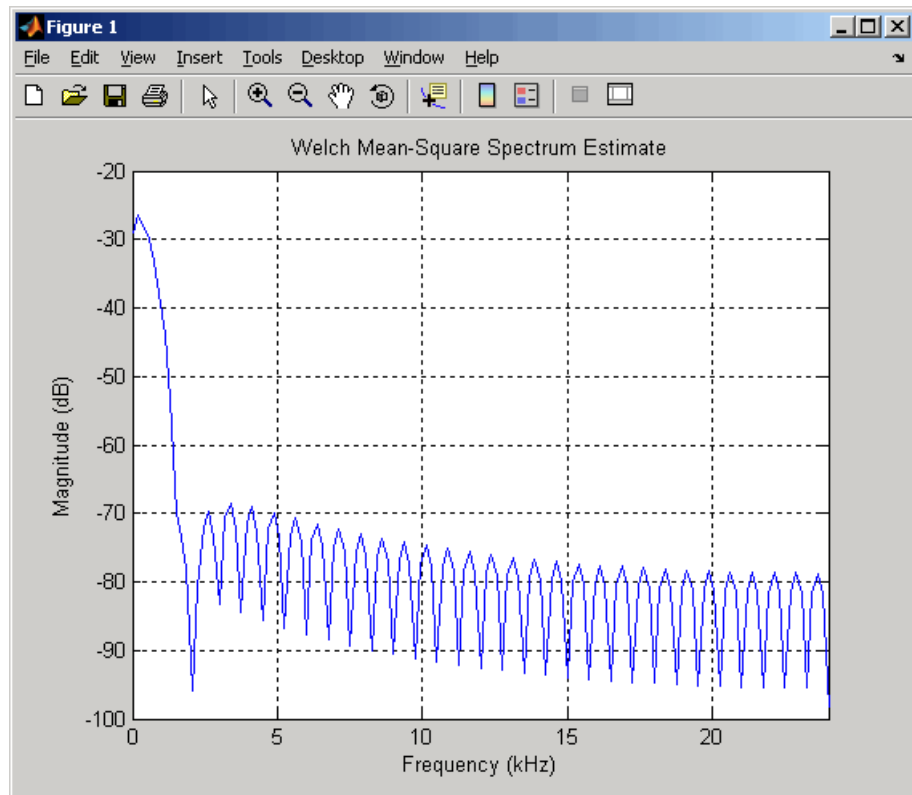 Figure 1
File Edit View Insert Tools Desktop Window Help
Welch Mean-Square Spectrum Estimate
Magnitude (dB)
-20
-30
-40
-50
-60
-70
-80
-90
-100
0 5 10 15 20
Frequency (kHz)